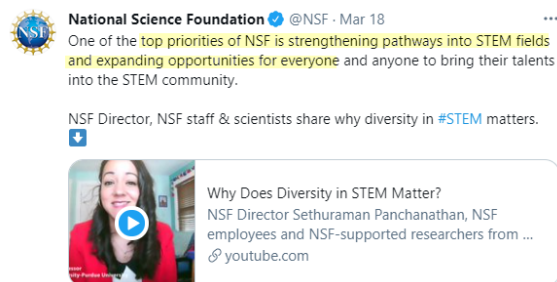 National Science Foundation @NSF · Mar 18
One of the top priorities of NSF is strengthening pathways into STEM fields
and expanding opportunities for everyone and anyone to bring their talents
into the STEM community.
NSF Director, NSF staff & scientists share why diversity in #STEM matters.
Why Does Diversity in STEM Matter?
NSF Director Sethuraman Panchanathan, NSF
employees and NSF-supported researchers from ...
youtube.com
NSF